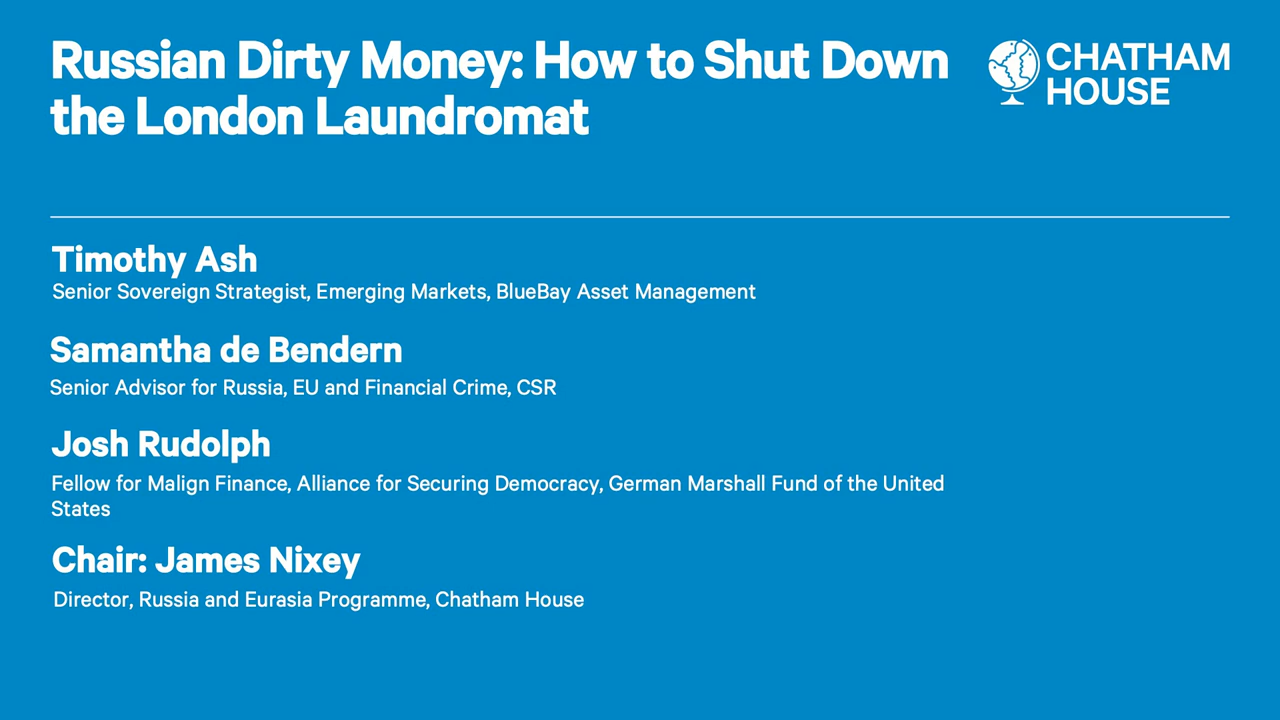 Russian Dirty Money: How to Shut Down
the London Laundromat
CHATHAM
HOUSE
Timothy Ash
Senior Sovereign Strategist, Emerging Markets, BlueBay Asset Management
Samantha de Bendern
Senior Advisor for Russia, EU and Financial Crime, CSR
Josh Rudolph
Fellow for Malign Finance, Alliance for Securing Democracy, German Marshall Fund of the United
States
Chair: James Nixey
Director, Russia and Eurasia Programme, Chatham House